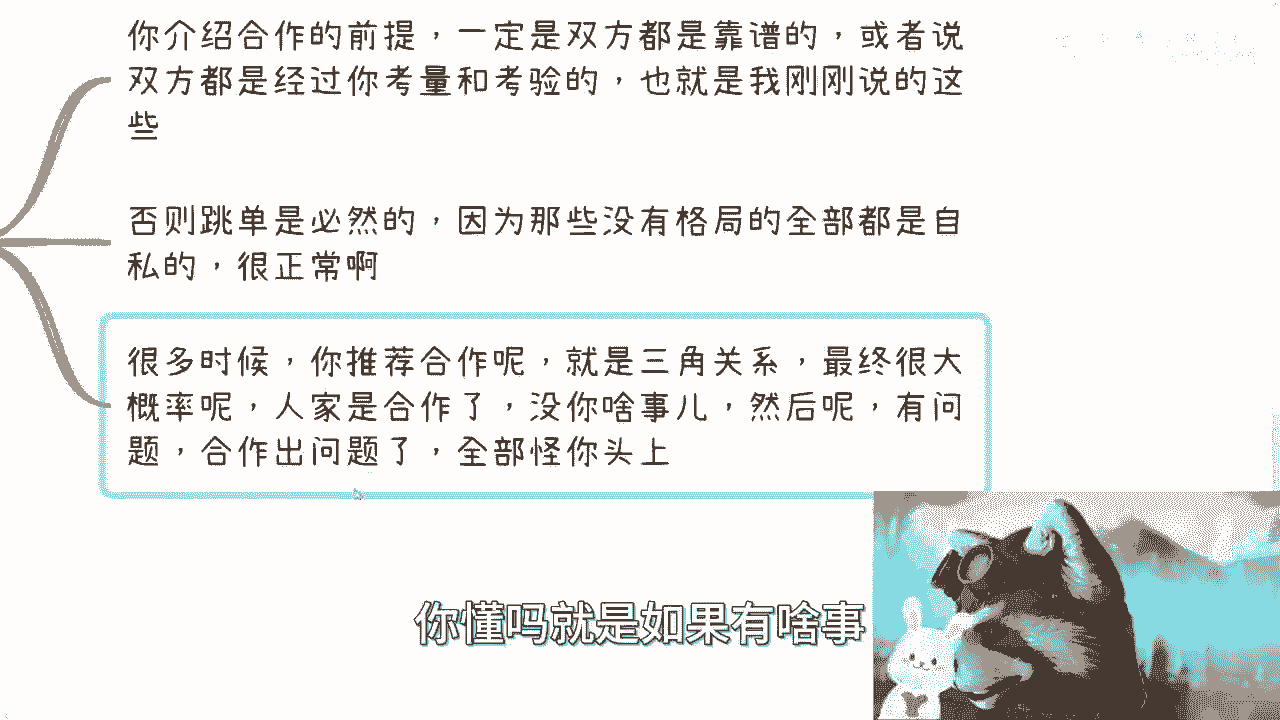 你介绍合作的前提，一定是双方都是靠谱的，或者说
双方都是经过你考量和考验的，也就是我刚刚说的这
些
否则跳单是必然的，因为那些没有格局的全部都是自
私的，很正常啊
很多时候，你推荐合作呢，就是三角关系，最终很大
概率呢，人家是合作了，没你啥事儿，然后呢，有问
题，合作出问题了，全部怪你头上
你懂吗就是如果有啥事